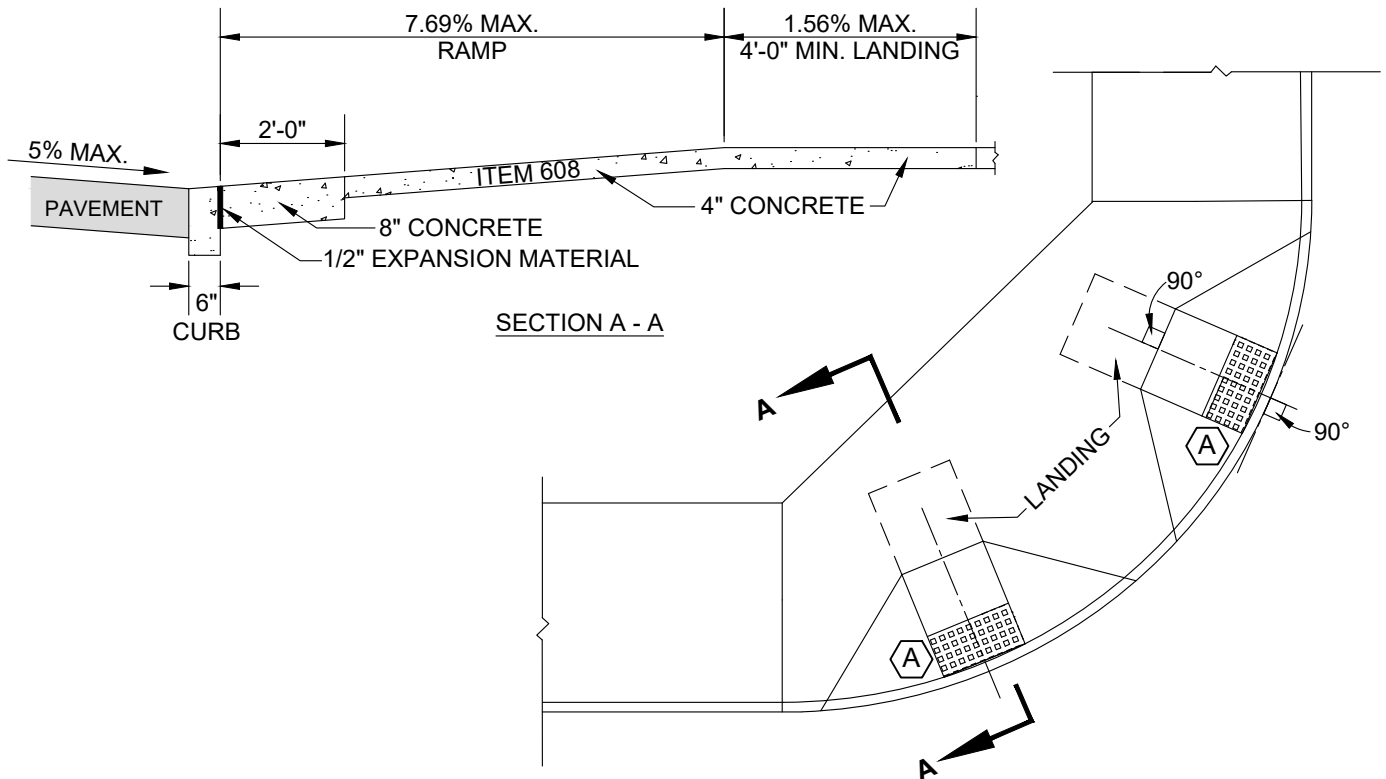 7.69% MAX.
RAMP
1.56% MAX.
4'-0" MIN. LANDING
2'-0"
5% MAX.
PAVEMENT
ITEM 608
4" CONCRETE
8" CONCRETE
1/2" EXPANSION MATERIAL
6"
CURB
SECTION A - A
90°
90°
A
A
LANDING
A
A